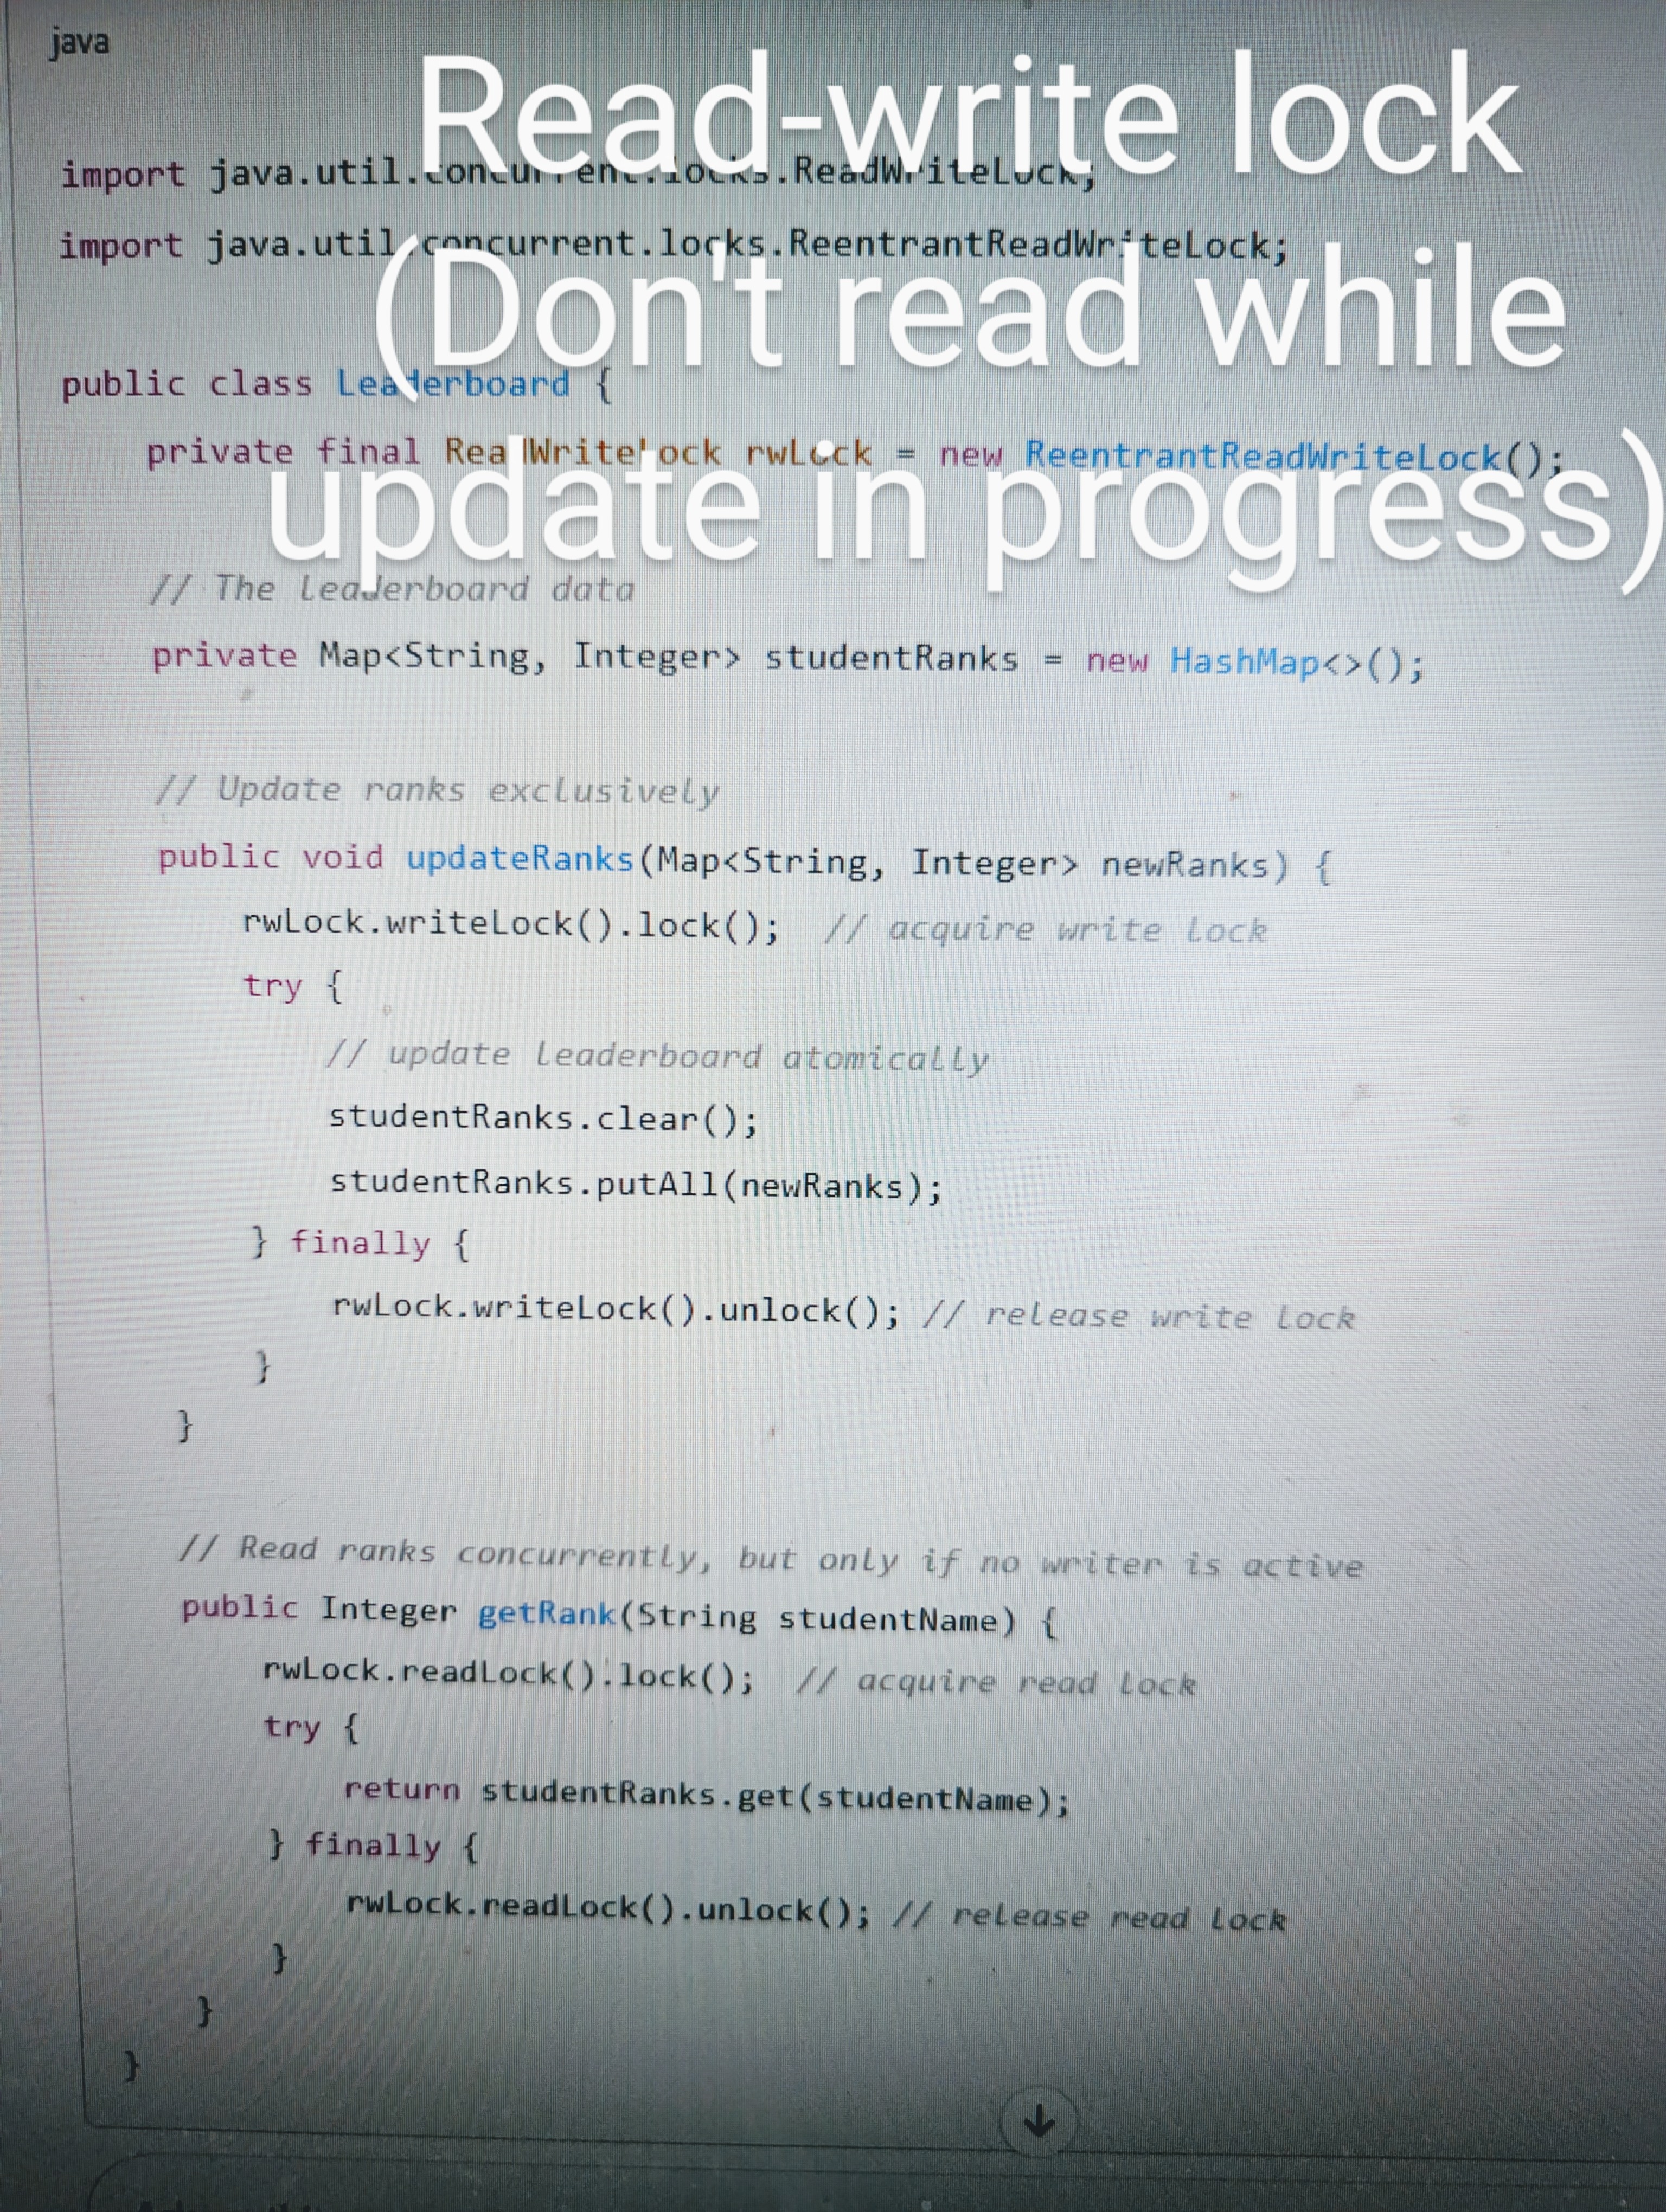 java
Read-write lock
import java.util.concurrent.locks.ReadWriteLock;
import java.util.concurrent.locks.ReentrantReadWriteLock;
(Don't read while
public class Leaderboard {
private final ReadWriteLock rwLock = new ReentrantReadWriteLock();
update in progress)
// The leaderboard data
private Map<String, Integer> studentRanks = new HashMap<>();
// Update ranks exclusively
public void updateRanks(Map<String, Integer> newRanks) {
rwLock.writeLock().lock(); // acquire write lock
try {
// update leaderboard atomically
studentRanks.clear();
studentRanks.putAll(newRanks);
} finally {
rwLock.writeLock().unlock(); // release write lock
}
}
// Read ranks concurrently, but only if no writer is active
public Integer getRank(String studentName) {
rwLock.readLock().lock(); // acquire read lock
try {
return studentRanks.get(studentName);
} finally {
rwLock.readLock().unlock(); // release read lock
}
}
}